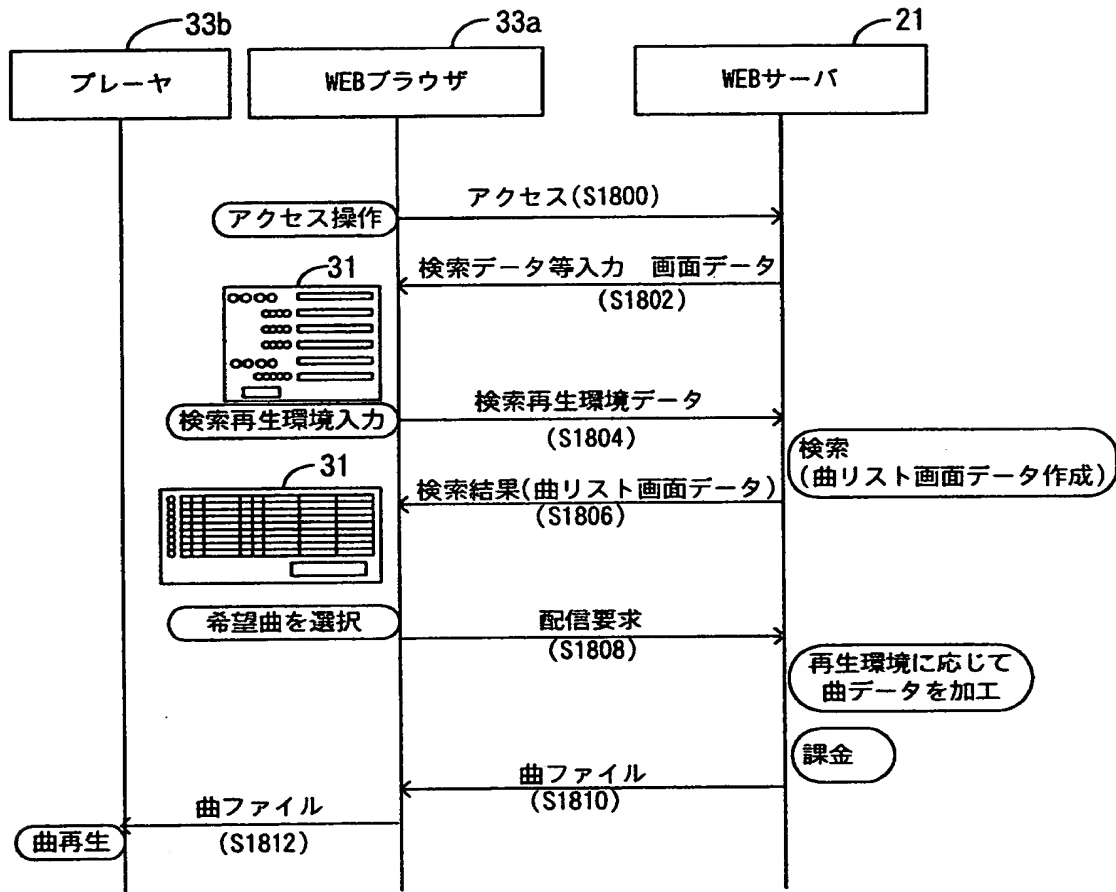 33b
33a
21
プレーヤ
WEBブラウザ
WEBサーバ
アクセス(S1800)
アクセス操作
検索データ等入力　画面データ
(S1802)
31
検索再生環境入力
検索再生環境データ
(S1804)
検索
(曲リスト画面データ作成)
31
検索結果(曲リスト画面データ)
(S1806)
希望曲を選択
配信要求
(S1808)
再生環境に応じて
曲データを加工
課金
曲ファイル
(S1810)
曲ファイル
(S1812)
曲再生